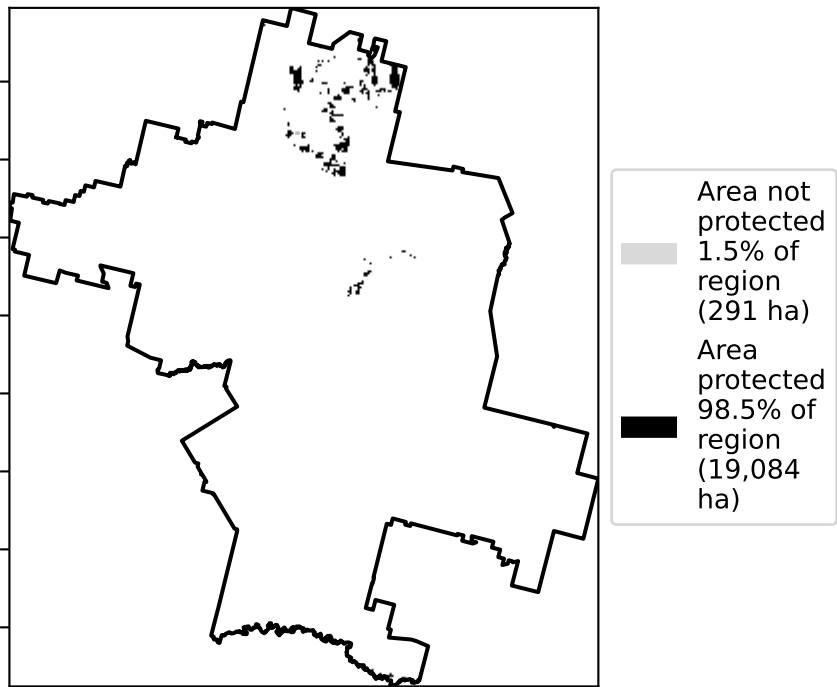 Area not
protected
1.5% of
region
(291 ha)
Area
protected
98.5% of
region
(19,084
ha)